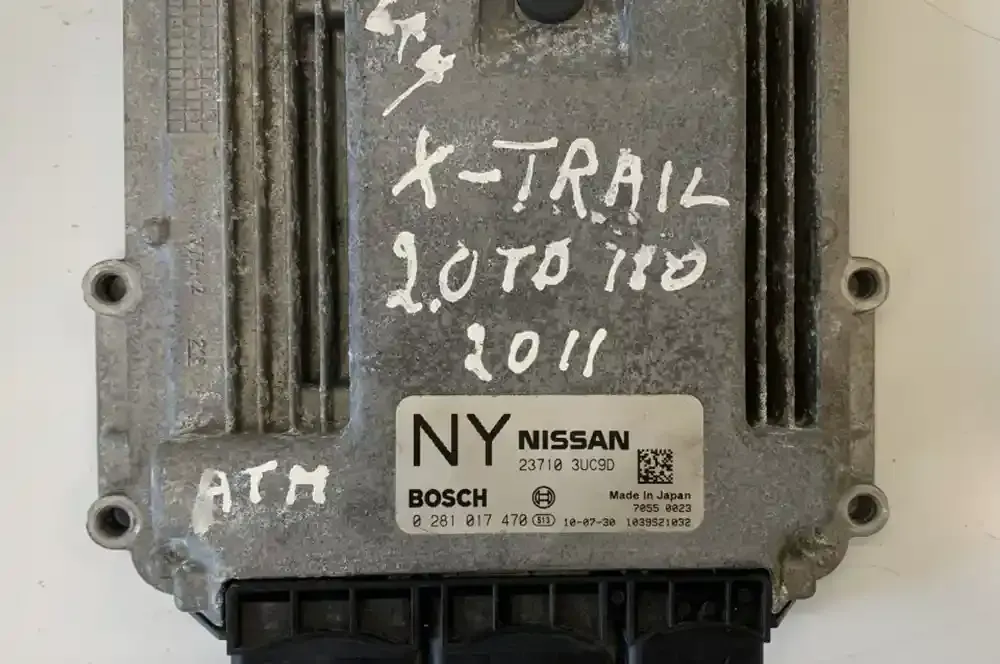 X-TRAIL
2.0TD 180
2011
ATM
NY NISSAN
23710 3UC9D
BOSCH
Made in Japan
7055 0023
0 281 017 470 S13 10-07-30 1039S21032